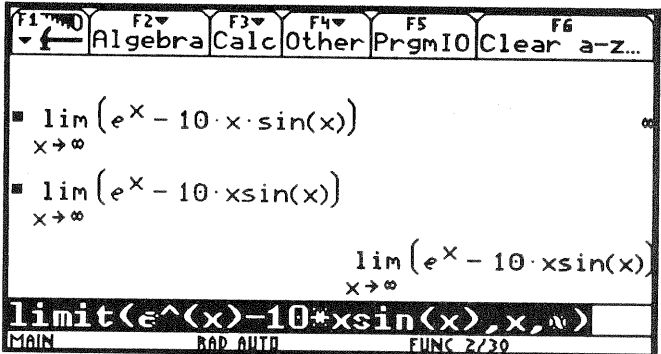 F1 F2▾ F3▾ F4▾ F5 F6
Algebra Calc Other PrgmIO Clear a-z…
▪ lim(e^x - 10·x·sin(x)) ∞
x→∞
▪ lim(e^x - 10·xsin(x))
x→∞
lim(e^x - 10·xsin(x)
x→∞
limit(e^(x)-10*xsin(x),x,∞)
MAIN RAD AUTO FUNC 2/30